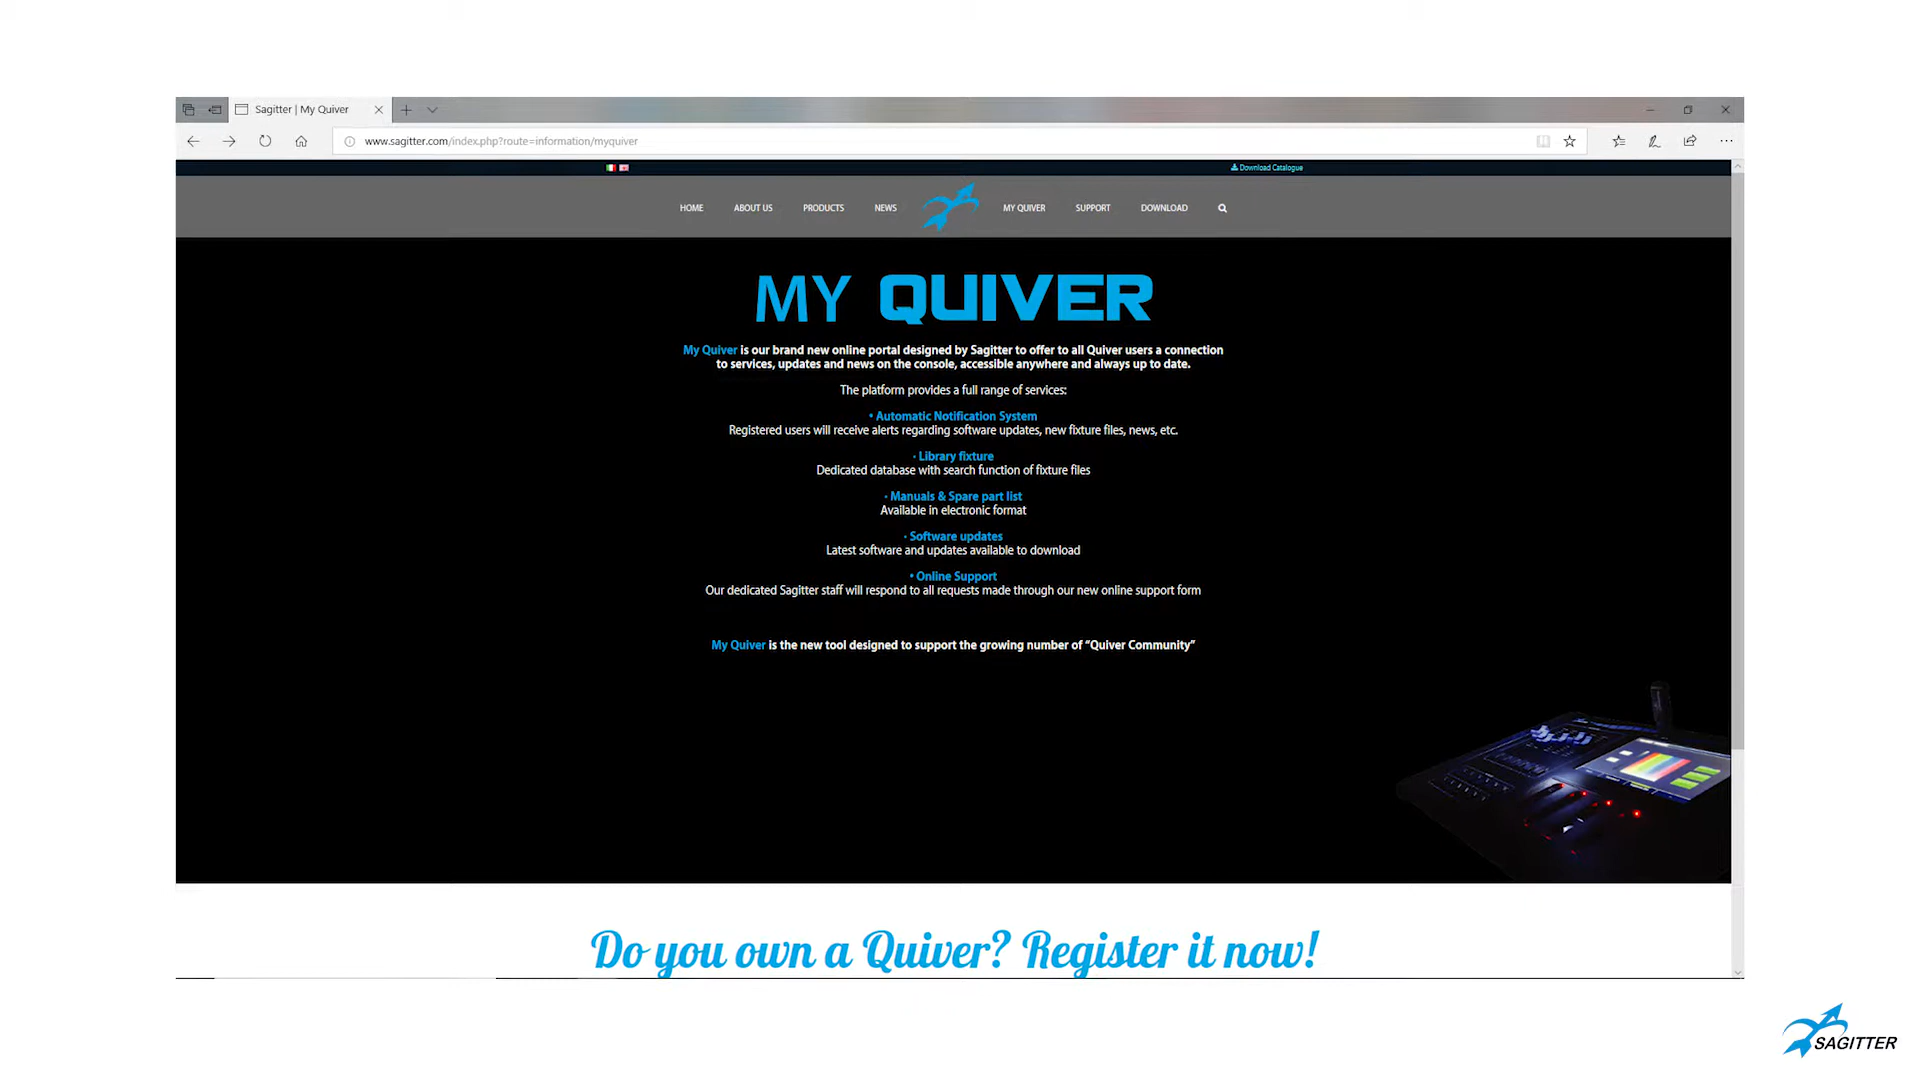 Sagitter | My Quiver
www.sagitter.com/index.php?route=information/myquiver
Download Catalogue
HOME ABOUT US PRODUCTS NEWS MY QUIVER SUPPORT DOWNLOAD
MY QUIVER
My Quiver is our brand new online portal designed by Sagitter to offer to all Quiver users a connection
to services, updates and news on the console, accessible anywhere and always up to date.
The platform provides a full range of services:
• Automatic Notification System
Registered users will receive alerts regarding software updates, new fixture files, news, etc.
· Library fixture
Dedicated database with search function of fixture files
· Manuals & Spare part list
Available in electronic format
· Software updates
Latest software and updates available to download
• Online Support
Our dedicated Sagitter staff will respond to all requests made through our new online support form
My Quiver is the new tool designed to support the growing number of “Quiver Community”
Do you own a Quiver? Register it now!
SAGITTER